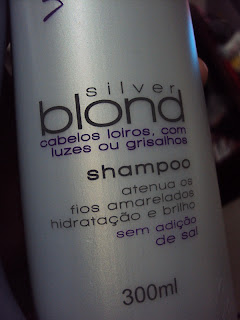 silver
blond
cabelos loiros, com
luzes ou grisalhos
shampoo
atenua os
fios amarelados
hidratação e brilho
sem adição
de sal
300ml